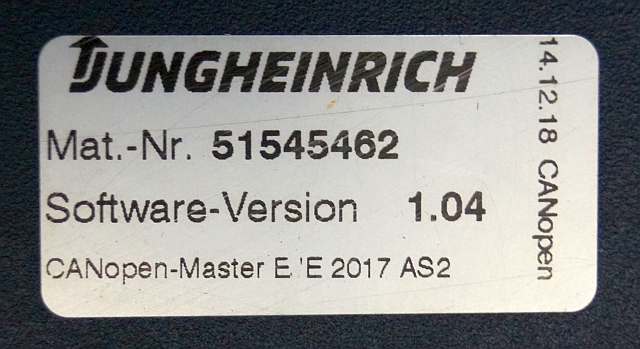 JUNGHEINRICH
Mat.-Nr. 51545462
Software-Version 1.04
CANopen-Master E 2017 AS2
14.12.18 CANopen